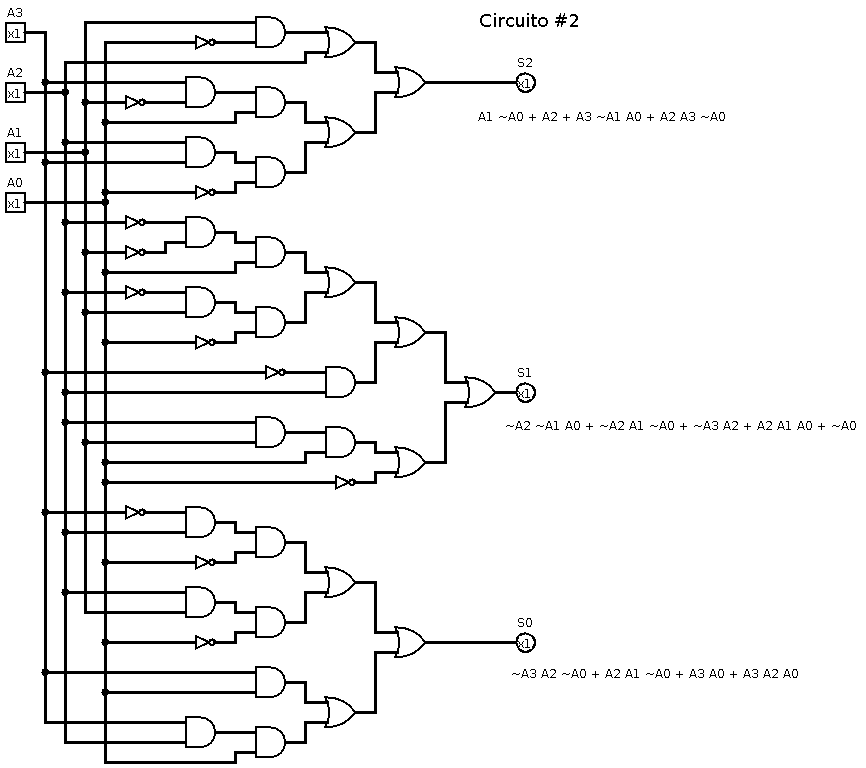 A3
x1
Circuito #2
S2
x1
A2
x1
A1 ~A0 + A2 + A3 ~A1 A0 + A2 A3 ~A0
A1
x1
A0
x1
S1
x1
~A2 ~A1 A0 + ~A2 A1 ~A0 + ~A3 A2 + A2 A1 A0 + ~A0
S0
x1
~A3 A2 ~A0 + A2 A1 ~A0 + A3 A0 + A3 A2 A0